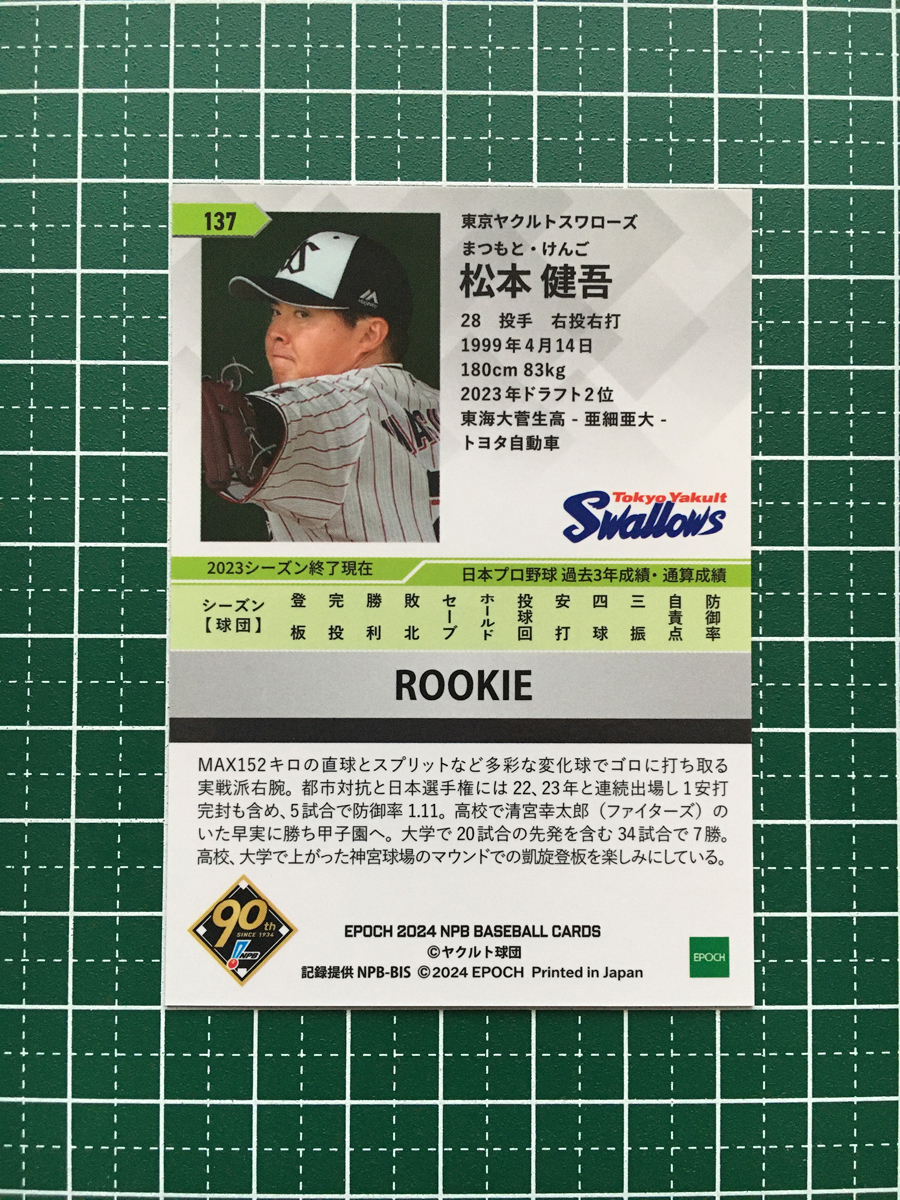 137
東京ヤクルトスワローズ
まつもと・けんご
松本 健吾
28 投手 右投右打
1999年4月14日
180cm 83kg
2023年ドラフト2位
東海大菅生高 - 亜細亜大 -
トヨタ自動車
Tokyo Yakult
Swallows
2023シーズン終了現在
日本プロ野球 過去3年成績・通算成績
シーズン【球団】 登板 完投 勝利 敗北 セーブ ホールド 投球回 安打 四球 三振 自責点 防御率
ROOKIE
MAX152キロの直球とスプリットなど多彩な変化球でゴロに打ち取る
実戦派右腕。都市対抗と日本選手権には22、23年と連続出場し1安打
完封も含め、5試合で防御率1.11。高校で清宮幸太郎（ファイターズ）の
いた早実に勝ち甲子園へ。大学で20試合の先発を含む34試合で7勝。
高校、大学で上がった神宮球場のマウンドでの凱旋登板を楽しみにしている。
90th
SINCE 1934
NPB
EPOCH 2024 NPB BASEBALL CARDS
©ヤクルト球団
記録提供 NPB-BIS ©2024 EPOCH Printed in Japan
EPOCH